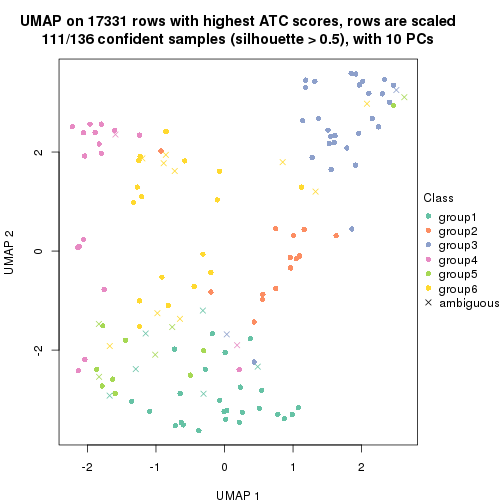 UMAP on 17331 rows with highest ATC scores, rows are scaled
111/136 confident samples (silhouette > 0.5), with 10 PCs
UMAP 2
2
0
-2
-2
-1
0
1
2
UMAP 1
Class
group1
group2
group3
group4
group5
group6
ambiguous